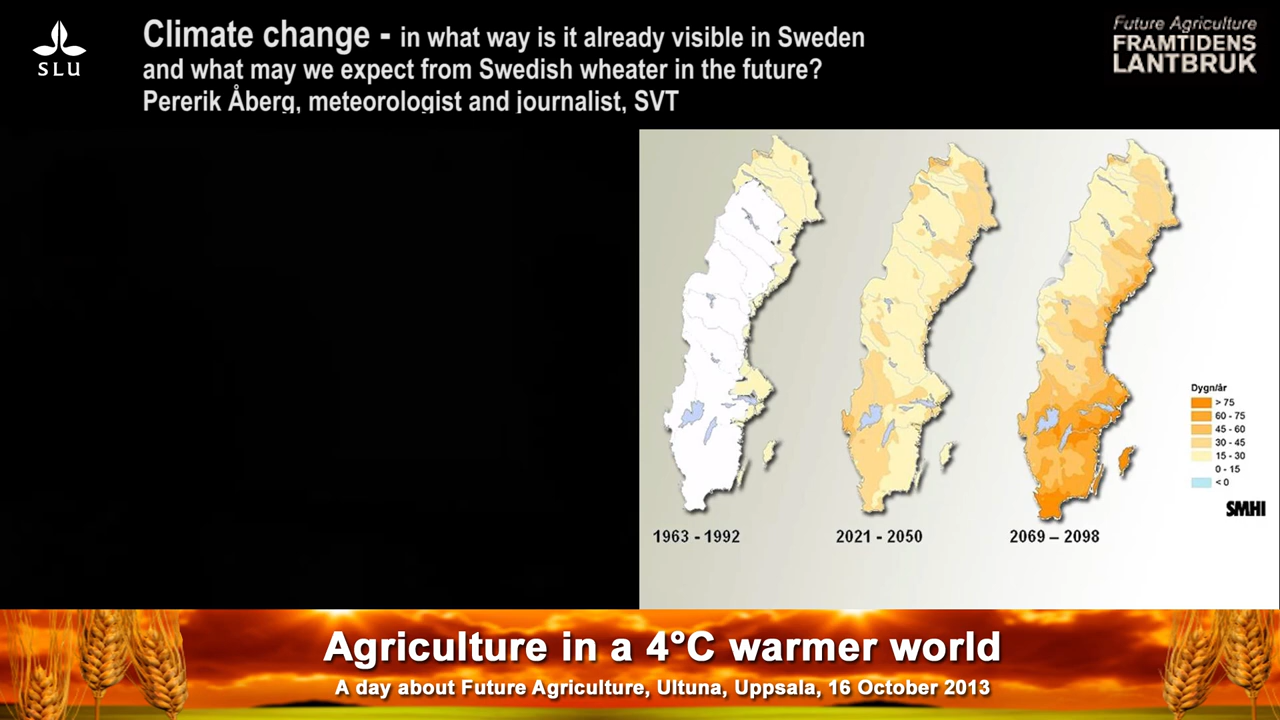 SLU
Climate change - in what way is it already visible in Sweden
and what may we expect from Swedish wheater in the future?
Pererik Åberg, meteorologist and journalist, SVT
Future Agriculture
FRAMTIDENS
LANTBRUK
Dygn/år
> 75
60 - 75
45 - 60
30 - 45
15 - 30
0 - 15
< 0
SMHI
1963 - 1992
2021 - 2050
2069 – 2098
Agriculture in a 4°C warmer world
A day about Future Agriculture, Ultuna, Uppsala, 16 October 2013